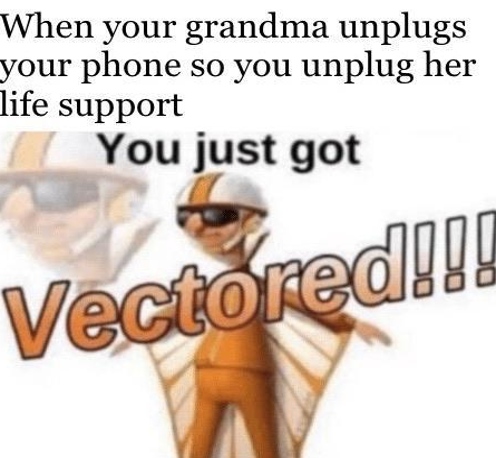 When your grandma unplugs
your phone so you unplug her
life support
You just got
Vectored!!!